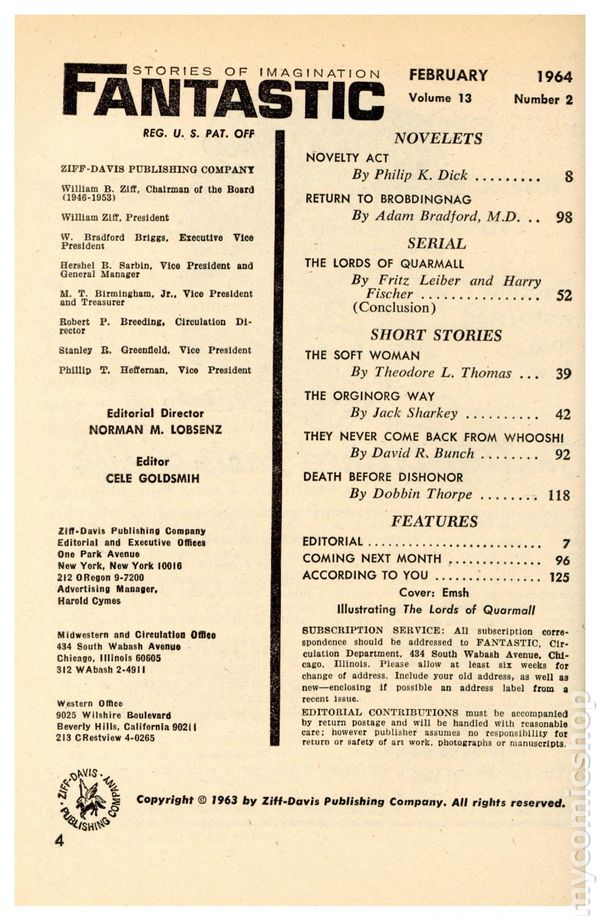 STORIES OF IMAGINATION
FANTASTIC
REG. U. S. PAT. OFF
FEBRUARY 1964
Volume 13 Number 2
ZIFF-DAVIS PUBLISHING COMPANY
William B. Ziff, Chairman of the Board
(1946-1953)
William Ziff, President
W. Bradford Briggs, Executive Vice
President
Hershel B. Sarbin, Vice President and
General Manager
M. T. Birmingham, Jr., Vice President
and Treasurer
Robert P. Breeding, Circulation Di-
rector
Stanley R. Greenfield, Vice President
Phillip T. Heffernan, Vice President
Editorial Director
NORMAN M. LOBSENZ
Editor
CELE GOLDSMIH
Ziff-Davis Publishing Company
Editorial and Executive Offices
One Park Avenue
New York, New York 10016
212 ORegon 9-7200
Advertising Manager,
Harold Cymes
Midwestern and Circulation Office
434 South Wabash Avenue
Chicago, Illinois 60605
312 WAbash 2-4911
Western Office
9025 Wilshire Boulevard
Beverly Hills, California 90211
213 CRestview 4-0265
NOVELETS
NOVELTY ACT
By Philip K. Dick ......... 8
RETURN TO BROBDINGNAG
By Adam Bradford, M.D. .. 98
SERIAL
THE LORDS OF QUARMALL
By Fritz Leiber and Harry
Fischer ................ 52
(Conclusion)
SHORT STORIES
THE SOFT WOMAN
By Theodore L. Thomas ... 39
THE ORGINORG WAY
By Jack Sharkey .......... 42
THEY NEVER COME BACK FROM WHOOSHI
By David R. Bunch ........ 92
DEATH BEFORE DISHONOR
By Dobbin Thorpe ........ 118
FEATURES
EDITORIAL .......................... 7
COMING NEXT MONTH .............. 96
ACCORDING TO YOU ................ 125
Cover: Emsh
Illustrating The Lords of Quarmall
SUBSCRIPTION SERVICE: All subscription corre-
spondence should be addressed to FANTASTIC, Cir-
culation Department, 434 South Wabash Avenue, Chi-
cago, Illinois. Please allow at least six weeks for
change of address. Include your old address, as well as
new—enclosing if possible an address label from a
recent issue.
EDITORIAL CONTRIBUTIONS must be accompanied
by return postage and will be handled with reasonable
care; however publisher assumes no responsibility for
return or safety of art work, photographs or manuscripts.
ZIFF-DAVIS PUBLISHING COMPANY
Copyright © 1963 by Ziff-Davis Publishing Company. All rights reserved.
4
mycomicshop